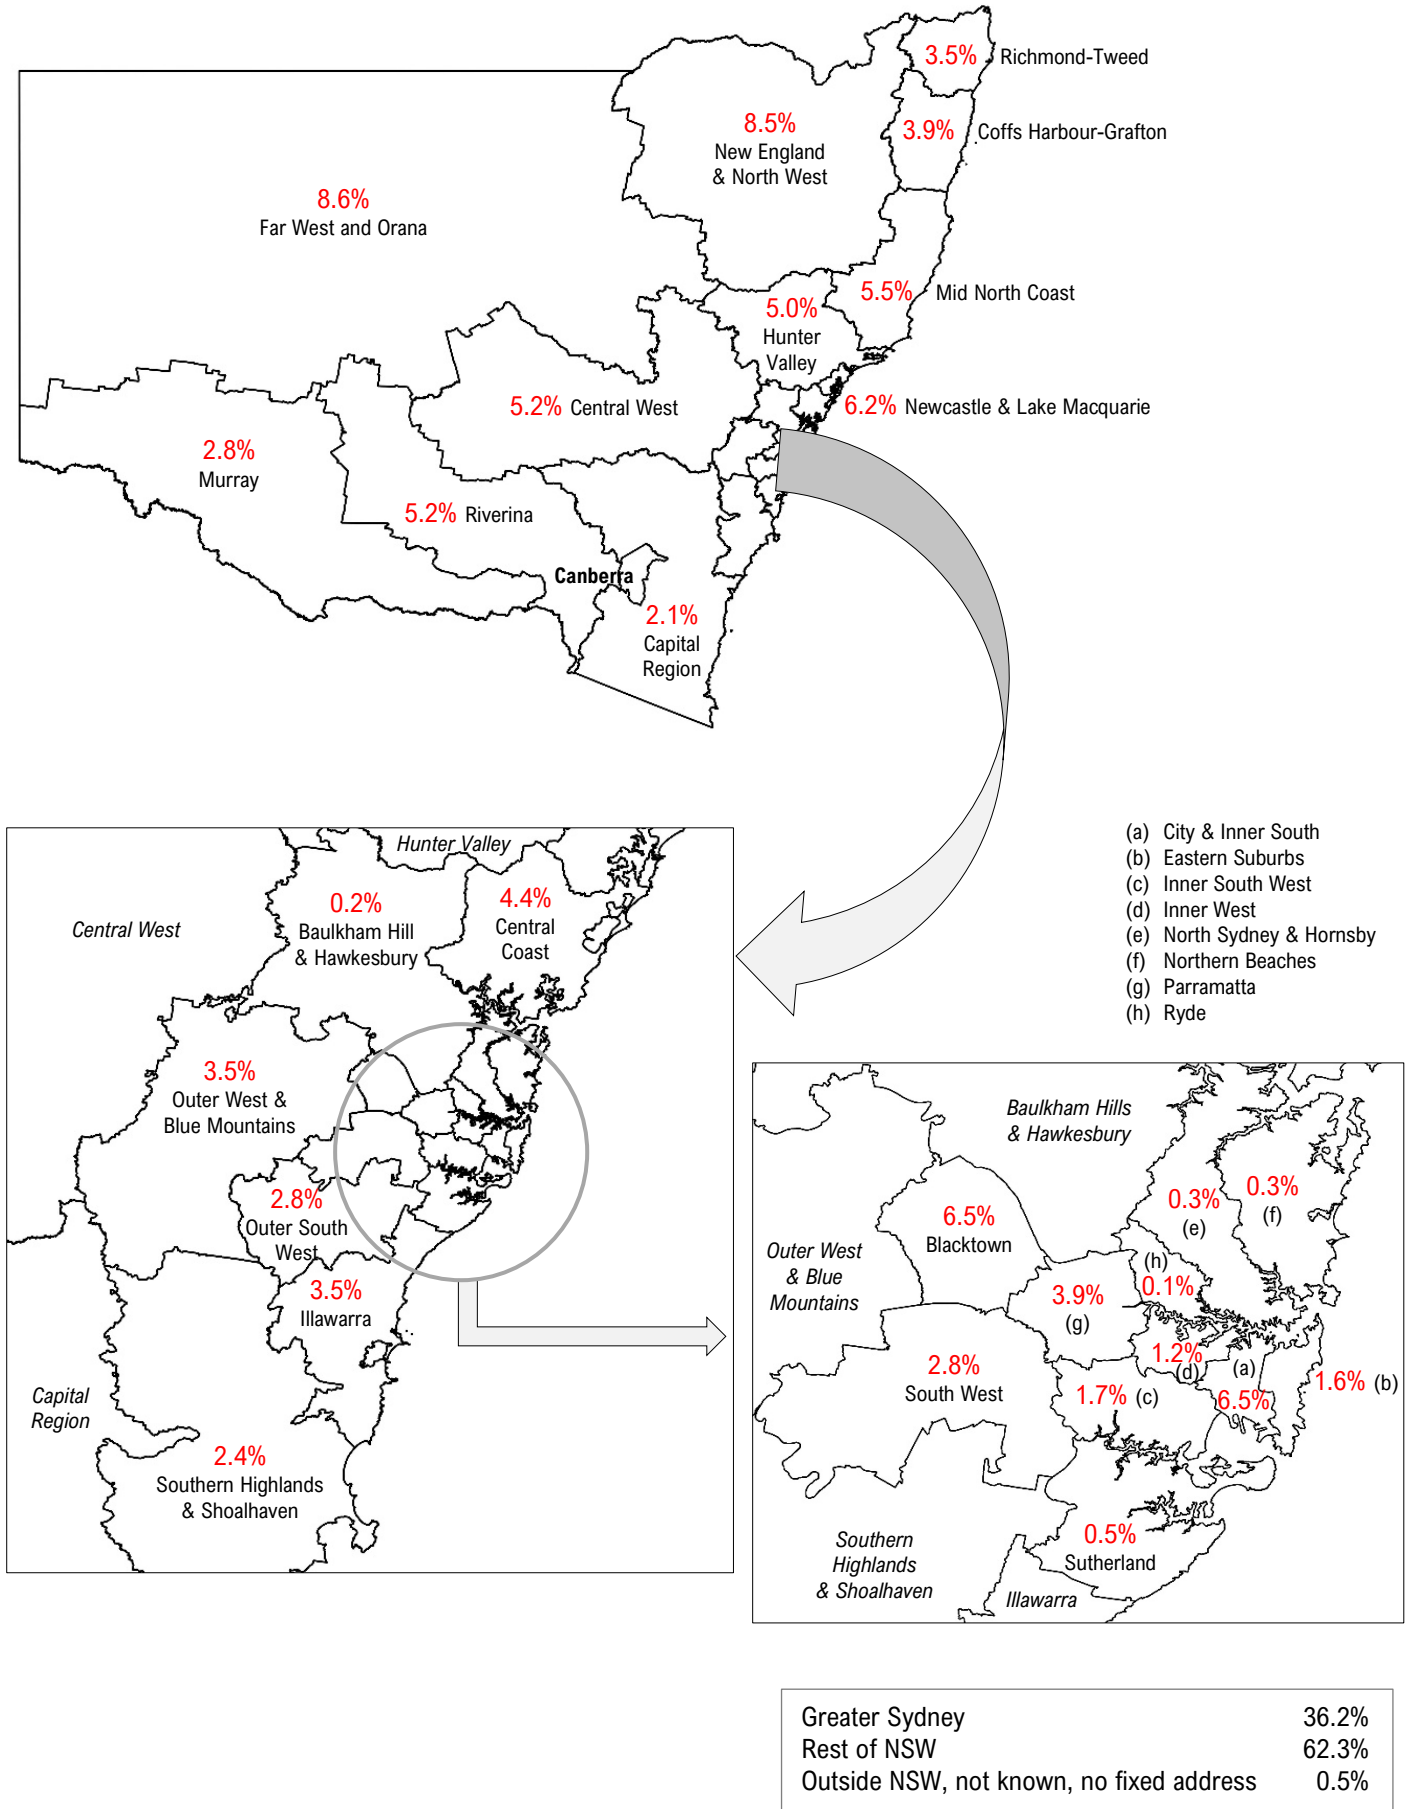 3.5% Richmond-Tweed
8.5%
New England
& North West
3.9% Coffs Harbour-Grafton
8.6%
Far West and Orana
5.5% Mid North Coast
5.0%
Hunter
Valley
5.2% Central West
6.2% Newcastle & Lake Macquarie
2.8%
Murray
5.2% Riverina
Canberra
2.1%
Capital
Region
Hunter Valley
0.2%
Baulkham Hill
& Hawkesbury
4.4%
Central
Coast
Central West
3.5%
Outer West &
Blue Mountains
2.8%
Outer South
West
3.5%
Illawarra
Capital
Region
2.4%
Southern Highlands
& Shoalhaven
(a) City & Inner South
(b) Eastern Suburbs
(c) Inner South West
(d) Inner West
(e) North Sydney & Hornsby
(f) Northern Beaches
(g) Parramatta
(h) Ryde
Baulkham Hills
& Hawkesbury
0.3%
(e)
0.3%
(f)
6.5%
Blacktown
Outer West
& Blue
Mountains
(h)
0.1%
3.9%
(g)
1.2%
(d)
(a)
6.5%
1.6% (b)
2.8%
South West
1.7% (c)
0.5%
Sutherland
Southern
Highlands
& Shoalhaven
Illawarra
Greater Sydney 36.2%
Rest of NSW 62.3%
Outside NSW, not known, no fixed address 0.5%